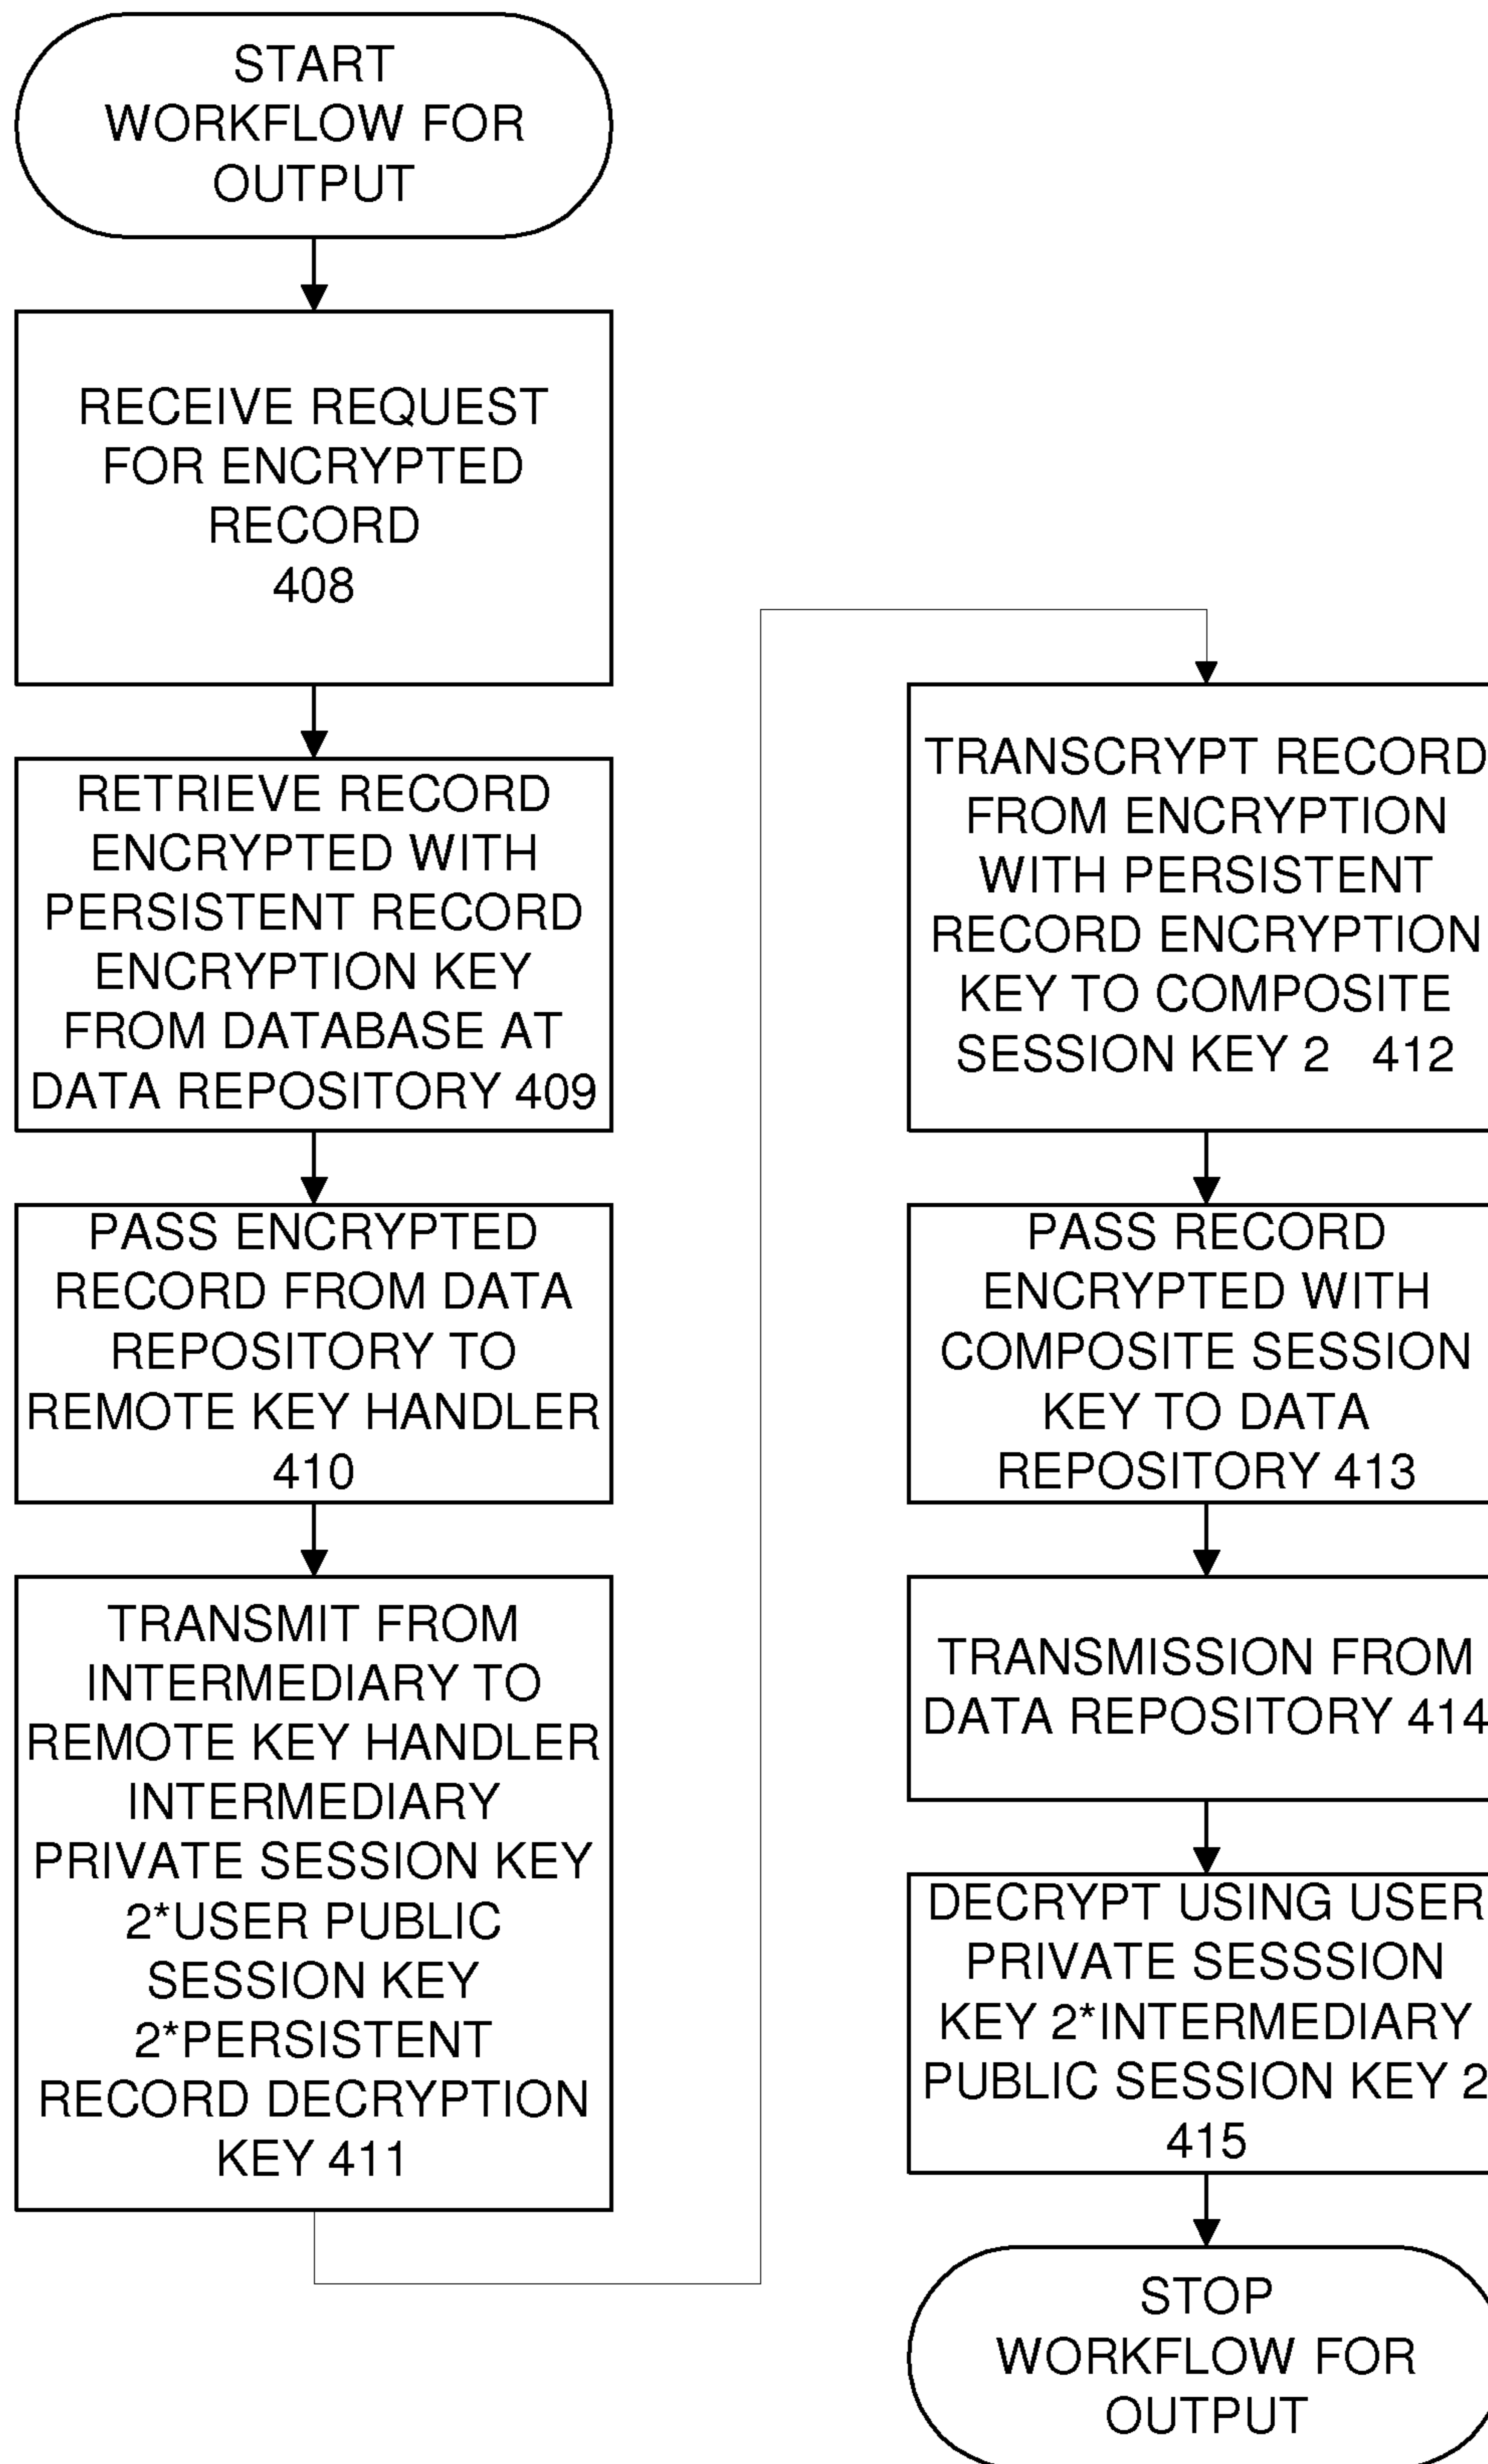 START
WORKFLOW FOR
OUTPUT
RECEIVE REQUEST
FOR ENCRYPTED
RECORD
408
RETRIEVE RECORD
ENCRYPTED WITH
PERSISTENT RECORD
ENCRYPTION KEY
FROM DATABASE AT
DATA REPOSITORY 409
PASS ENCRYPTED
RECORD FROM DATA
REPOSITORY TO
REMOTE KEY HANDLER
410
TRANSMIT FROM
INTERMEDIARY TO
REMOTE KEY HANDLER
INTERMEDIARY
PRIVATE SESSION KEY
2*USER PUBLIC
SESSION KEY
2*PERSISTENT
RECORD DECRYPTION
KEY 411
TRANSCRYPT RECORD
FROM ENCRYPTION
WITH PERSISTENT
RECORD ENCRYPTION
KEY TO COMPOSITE
SESSION KEY 2 412
PASS RECORD
ENCRYPTED WITH
COMPOSITE SESSION
KEY TO DATA
REPOSITORY 413
TRANSMISSION FROM
DATA REPOSITORY 414
DECRYPT USING USER
PRIVATE SESSSION
KEY 2*INTERMEDIARY
PUBLIC SESSION KEY 2
415
STOP
WORKFLOW FOR
OUTPUT